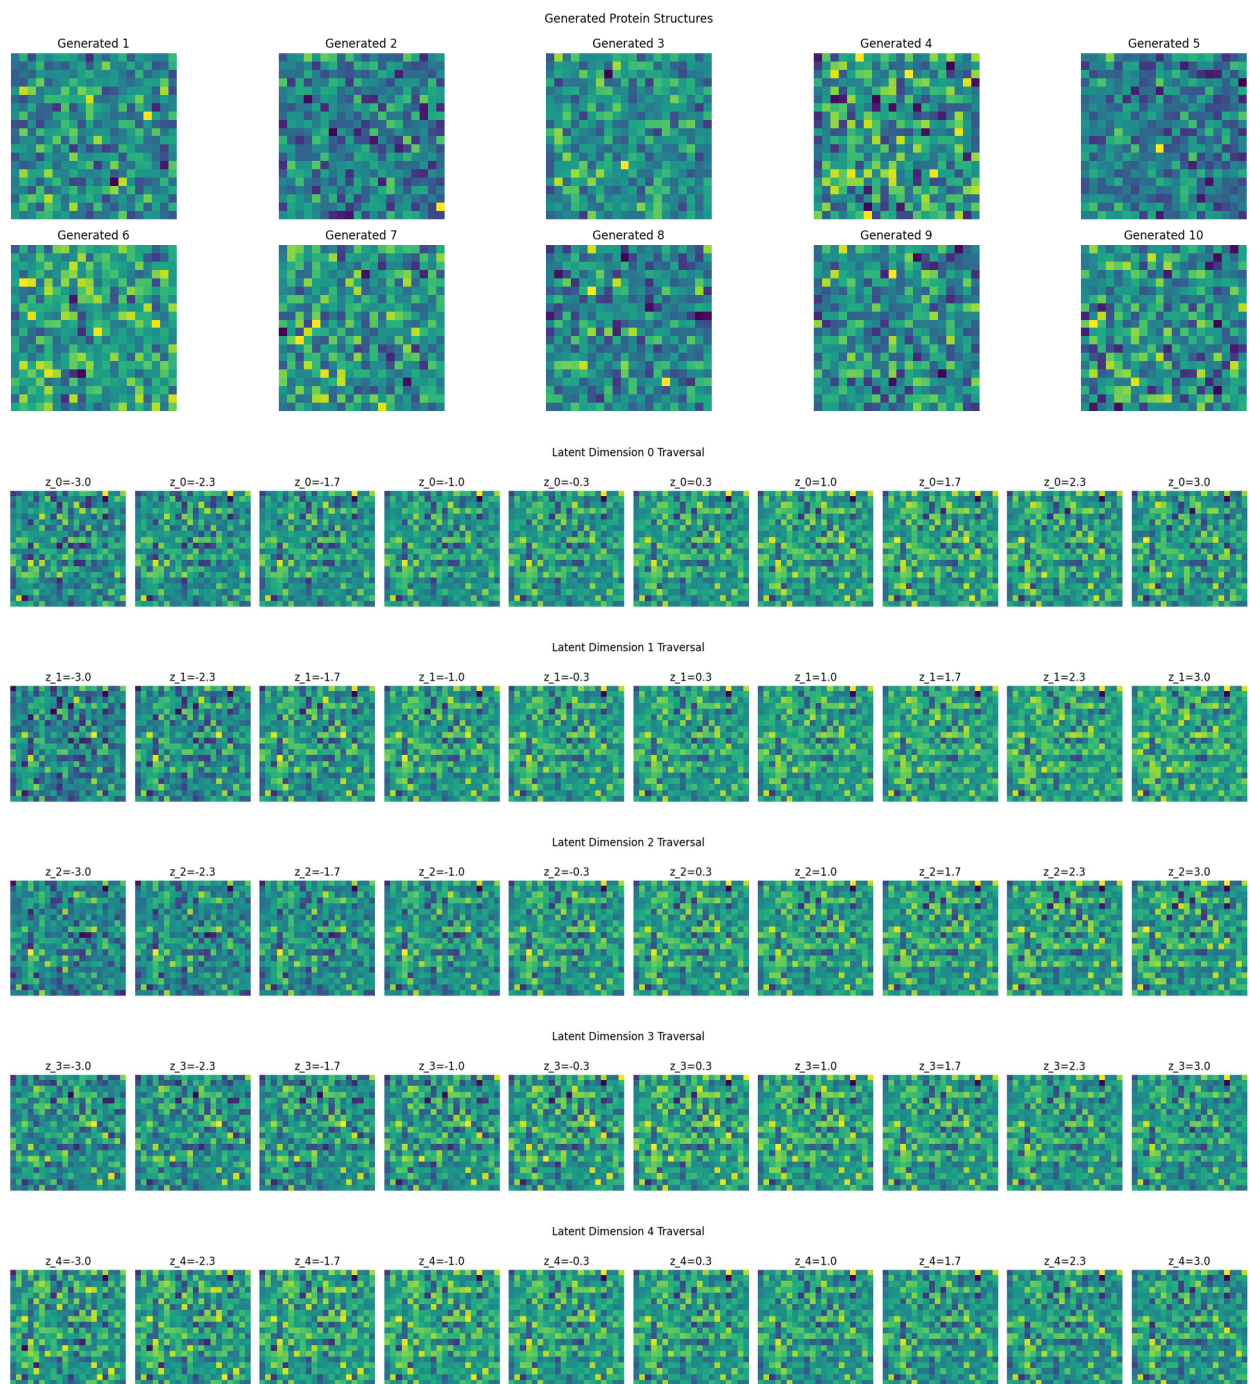 Generated Protein Structures
Generated 1 Generated 2 Generated 3 Generated 4 Generated 5
Generated 6 Generated 7 Generated 8 Generated 9 Generated 10
Latent Dimension 0 Traversal
z_0=-3.0 z_0=-2.3 z_0=-1.7 z_0=-1.0 z_0=-0.3 z_0=0.3 z_0=1.0 z_0=1.7 z_0=2.3 z_0=3.0
Latent Dimension 1 Traversal
z_1=-3.0 z_1=-2.3 z_1=-1.7 z_1=-1.0 z_1=-0.3 z_1=0.3 z_1=1.0 z_1=1.7 z_1=2.3 z_1=3.0
Latent Dimension 2 Traversal
z_2=-3.0 z_2=-2.3 z_2=-1.7 z_2=-1.0 z_2=-0.3 z_2=0.3 z_2=1.0 z_2=1.7 z_2=2.3 z_2=3.0
Latent Dimension 3 Traversal
z_3=-3.0 z_3=-2.3 z_3=-1.7 z_3=-1.0 z_3=-0.3 z_3=0.3 z_3=1.0 z_3=1.7 z_3=2.3 z_3=3.0
Latent Dimension 4 Traversal
z_4=-3.0 z_4=-2.3 z_4=-1.7 z_4=-1.0 z_4=-0.3 z_4=0.3 z_4=1.0 z_4=1.7 z_4=2.3 z_4=3.0